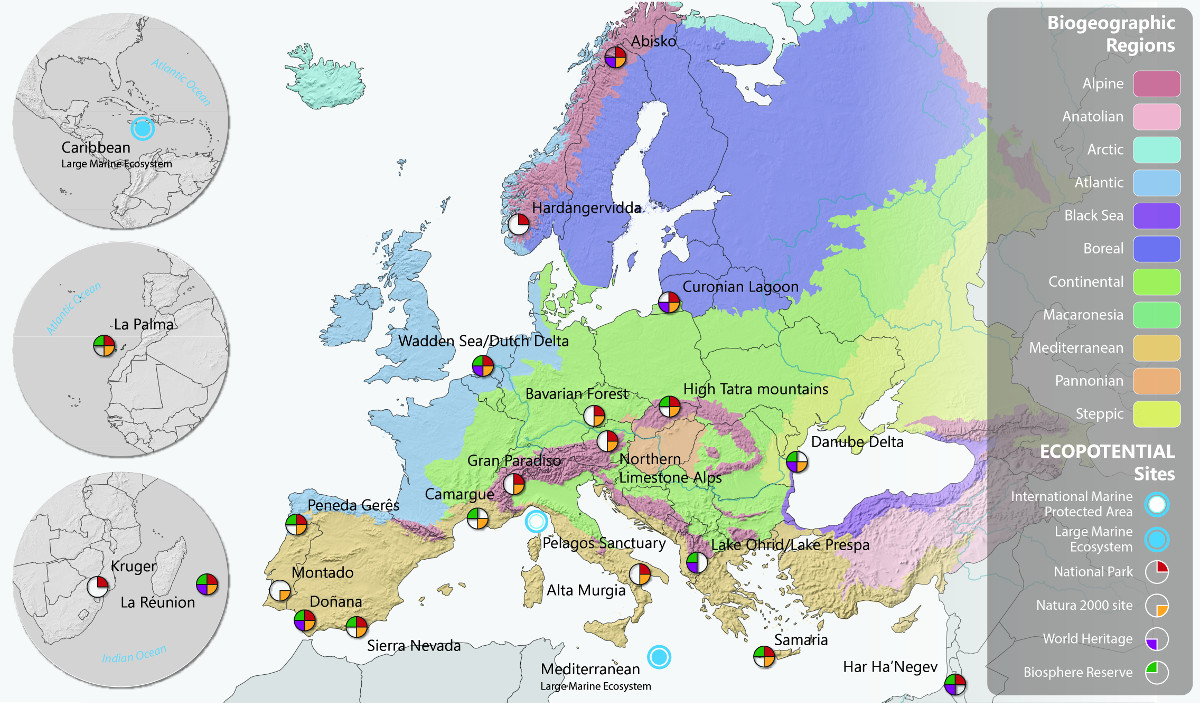 Atlantic Ocean
Caribbean
Large Marine Ecosystem
Atlantic Ocean
La Palma
Kruger
La Réunion
Indian Ocean
Abisko
Hardangervidda
Curonian Lagoon
Wadden Sea/Dutch Delta
High Tatra mountains
Bavarian Forest
Danube Delta
Northern
Limestone Alps
Gran Paradiso
Camargue
Peneda Gerês
Pelagos Sanctuary
Lake Ohrid/Lake Prespa
Montado
Alta Murgia
Doñana
Sierra Nevada
Samaria
Mediterranean
Large Marine Ecosystem
Har Ha'Negev
Biogeographic
Regions
Alpine
Anatolian
Arctic
Atlantic
Black Sea
Boreal
Continental
Macaronesia
Mediterranean
Pannonian
Steppic
ECOPOTENTIAL
Sites
International Marine
Protected Area
Large Marine
Ecosystem
National Park
Natura 2000 site
World Heritage
Biosphere Reserve